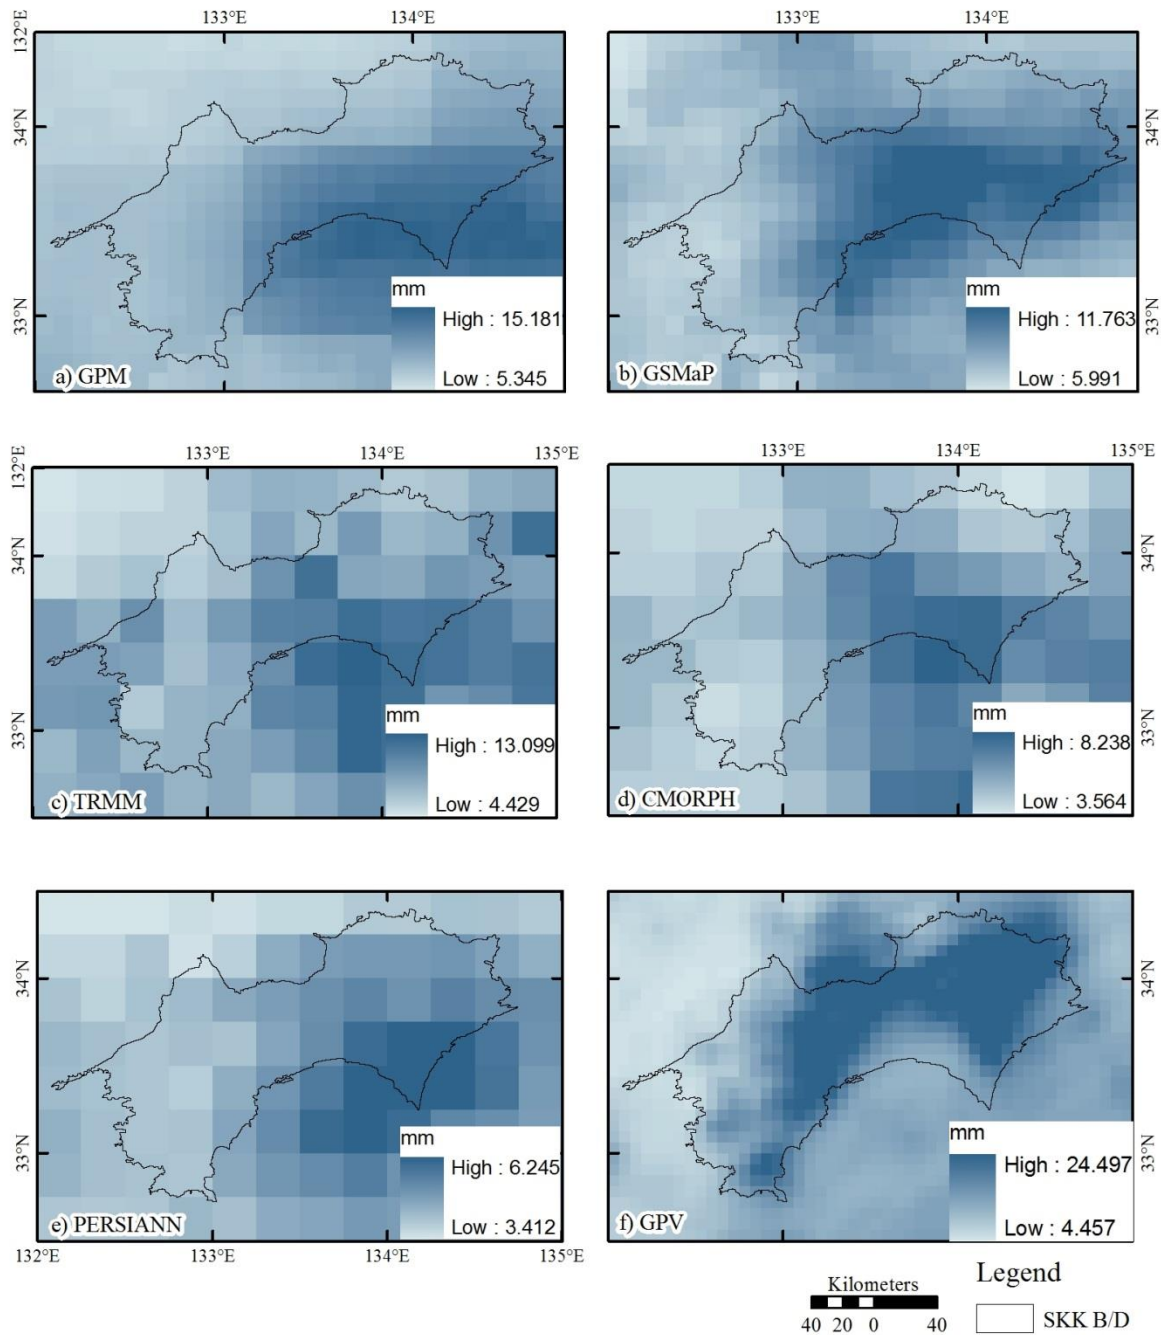 133°E 134°E 133°E 134°E
132°E
34°N
33°N
34°N
33°N
mm
High : 15.181
Low : 5.345
a) GPM
mm
High : 11.763
Low : 5.991
b) GSMaP
133°E 134°E 135°E 133°E 134°E 135°E
132°E
34°N
33°N
34°N
33°N
mm
High : 13.099
Low : 4.429
c) TRMM
mm
High : 8.238
Low : 3.564
d) CMORPH
34°N
33°N
34°N
33°N
mm
High : 6.245
Low : 3.412
e) PERSIANN
mm
High : 24.497
Low : 4.457
f) GPV
132°E 133°E 134°E 135°E
Kilometers
40 20 0 40
Legend
SKK B/D